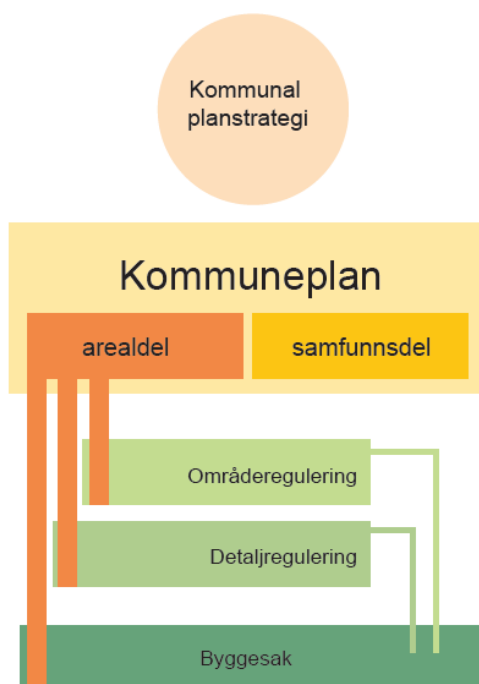 Kommunal
planstrategi
Kommuneplan
arealdel
samfunnsdel
Områderegulering
Detaljregulering
Byggesak